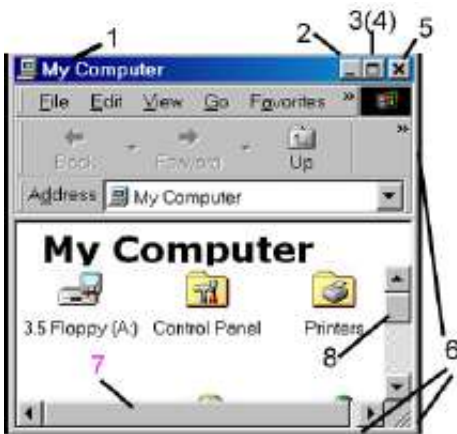 1 2 3(4) 5
My Computer
File Edit View Go Favorites »
Back Forward Up »
Address My Computer
My Computer
3.5 Floppy (A:) Control Panel Printers
8
7 6